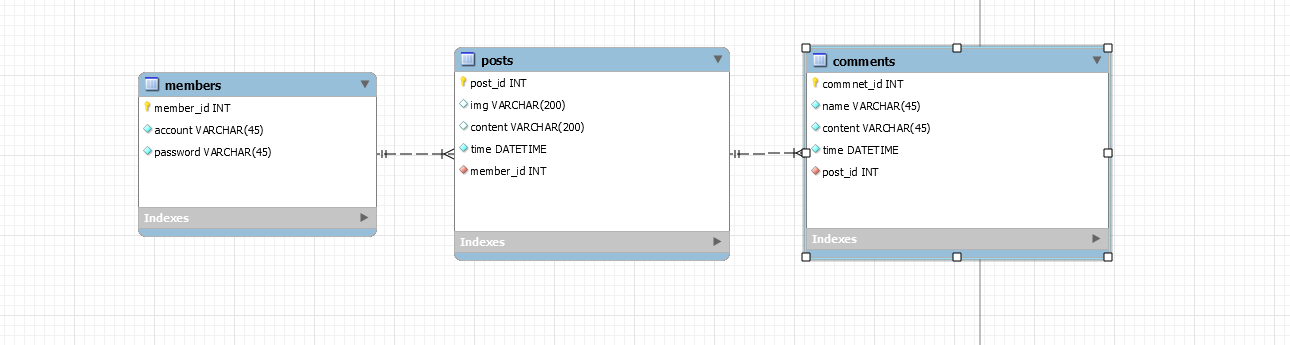 members
member_id INT
account VARCHAR(45)
password VARCHAR(45)
Indexes
posts
post_id INT
img VARCHAR(200)
content VARCHAR(200)
time DATETIME
member_id INT
Indexes
comments
commnet_id INT
name VARCHAR(45)
content VARCHAR(45)
time DATETIME
post_id INT
Indexes